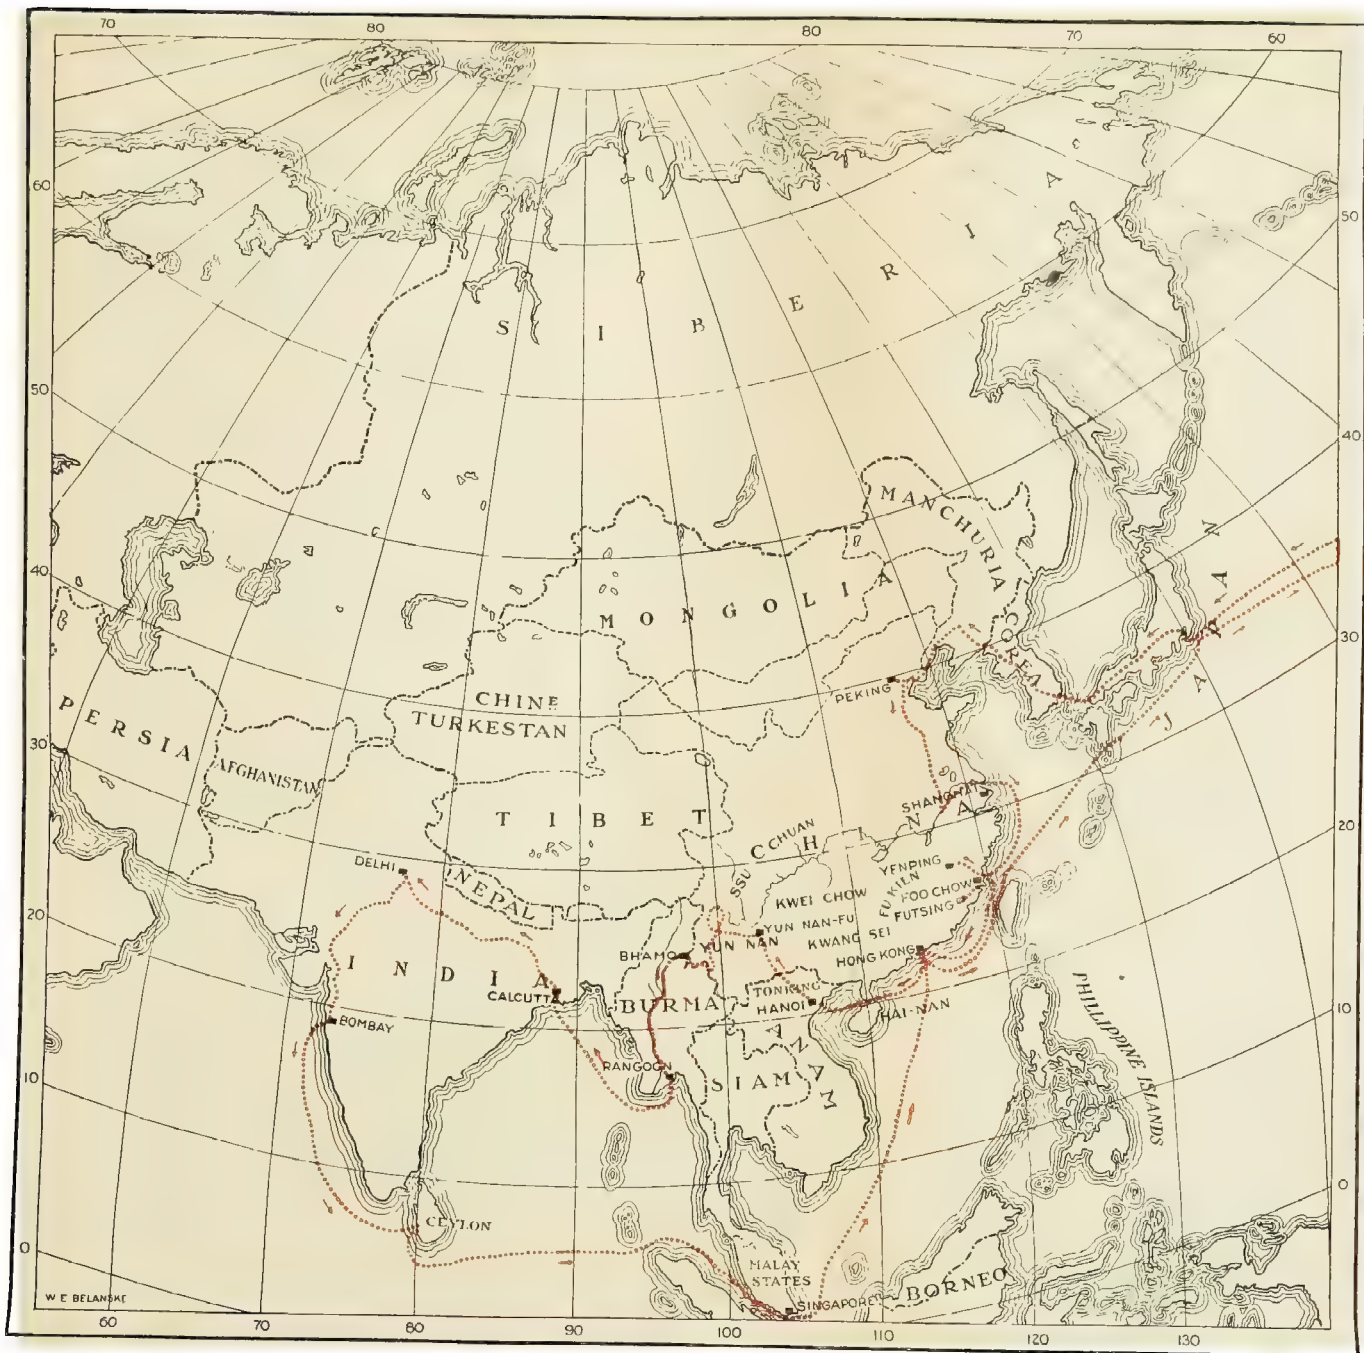 70
80
80
70
60
60
50
50
40
30
20
10
0
50
40
30
20
10
0
60
70
80
90
100
110
120
130
SIBERIA
MANCHURIA
MONGOLIA
COREA
JAPAN
PEKING
CHINE
TURKESTAN
PERSIA
AFGHANISTAN
TIBET
SHANGHAI
CHINA
SSU CHUAN
DELHI
NEPAL
YENPING
FUKIEN
KWEI CHOW
FOO CHOW
FUTSING
YUN NAN-FU
YUN NAN
KWANG SEI
BHAMO
HONG KONG
INDIA
CALCUTTA
BURMA
TONKING
HANOI
HAI-NAN
BOMBAY
ANAM
PHILLIPPINE ISLANDS
RANGOON
SIAM
CEYLON
MALAY
STATES
BORNEO
SINGAPORE
W E BELANSKE